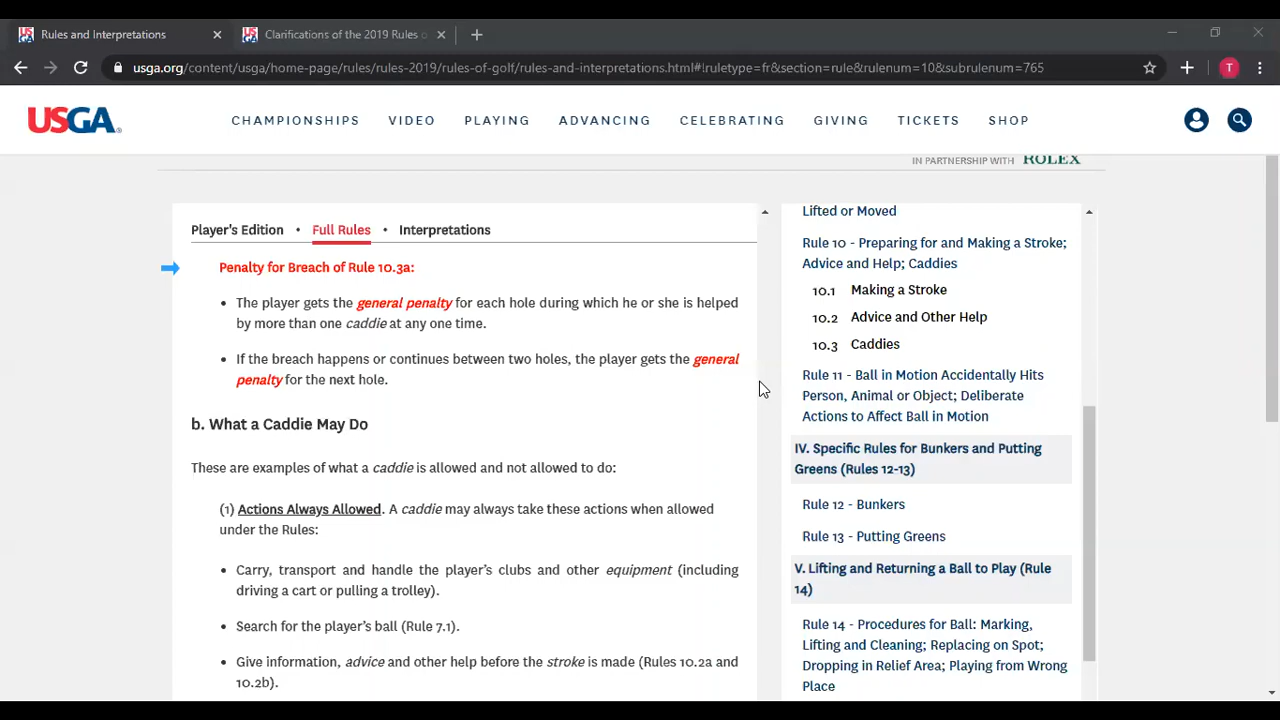 Rules and Interpretations
Clarifications of the 2019 Rules o
usga.org/content/usga/home-page/rules/rules-2019/rules-of-golf/rules-and-interpretations.html#!ruletype=fr&section=rule&rulenum=10&subrulenum=765
T
USGA
CHAMPIONSHIPS VIDEO PLAYING ADVANCING CELEBRATING GIVING TICKETS SHOP
IN PARTNERSHIP WITH ROLEX
Player's Edition • Full Rules • Interpretations
Penalty for Breach of Rule 10.3a:
• The player gets the general penalty for each hole during which he or she is helped
by more than one caddie at any one time.
• If the breach happens or continues between two holes, the player gets the general
penalty for the next hole.
b. What a Caddie May Do
These are examples of what a caddie is allowed and not allowed to do:
(1) Actions Always Allowed. A caddie may always take these actions when allowed
under the Rules:
• Carry, transport and handle the player's clubs and other equipment (including
driving a cart or pulling a trolley).
• Search for the player's ball (Rule 7.1).
• Give information, advice and other help before the stroke is made (Rules 10.2a and
10.2b).
Lifted or Moved
Rule 10 - Preparing for and Making a Stroke;
Advice and Help; Caddies
10.1 Making a Stroke
10.2 Advice and Other Help
10.3 Caddies
Rule 11 - Ball in Motion Accidentally Hits
Person, Animal or Object; Deliberate
Actions to Affect Ball in Motion
IV. Specific Rules for Bunkers and Putting
Greens (Rules 12-13)
Rule 12 - Bunkers
Rule 13 - Putting Greens
V. Lifting and Returning a Ball to Play (Rule
14)
Rule 14 - Procedures for Ball: Marking,
Lifting and Cleaning; Replacing on Spot;
Dropping in Relief Area; Playing from Wrong
Place